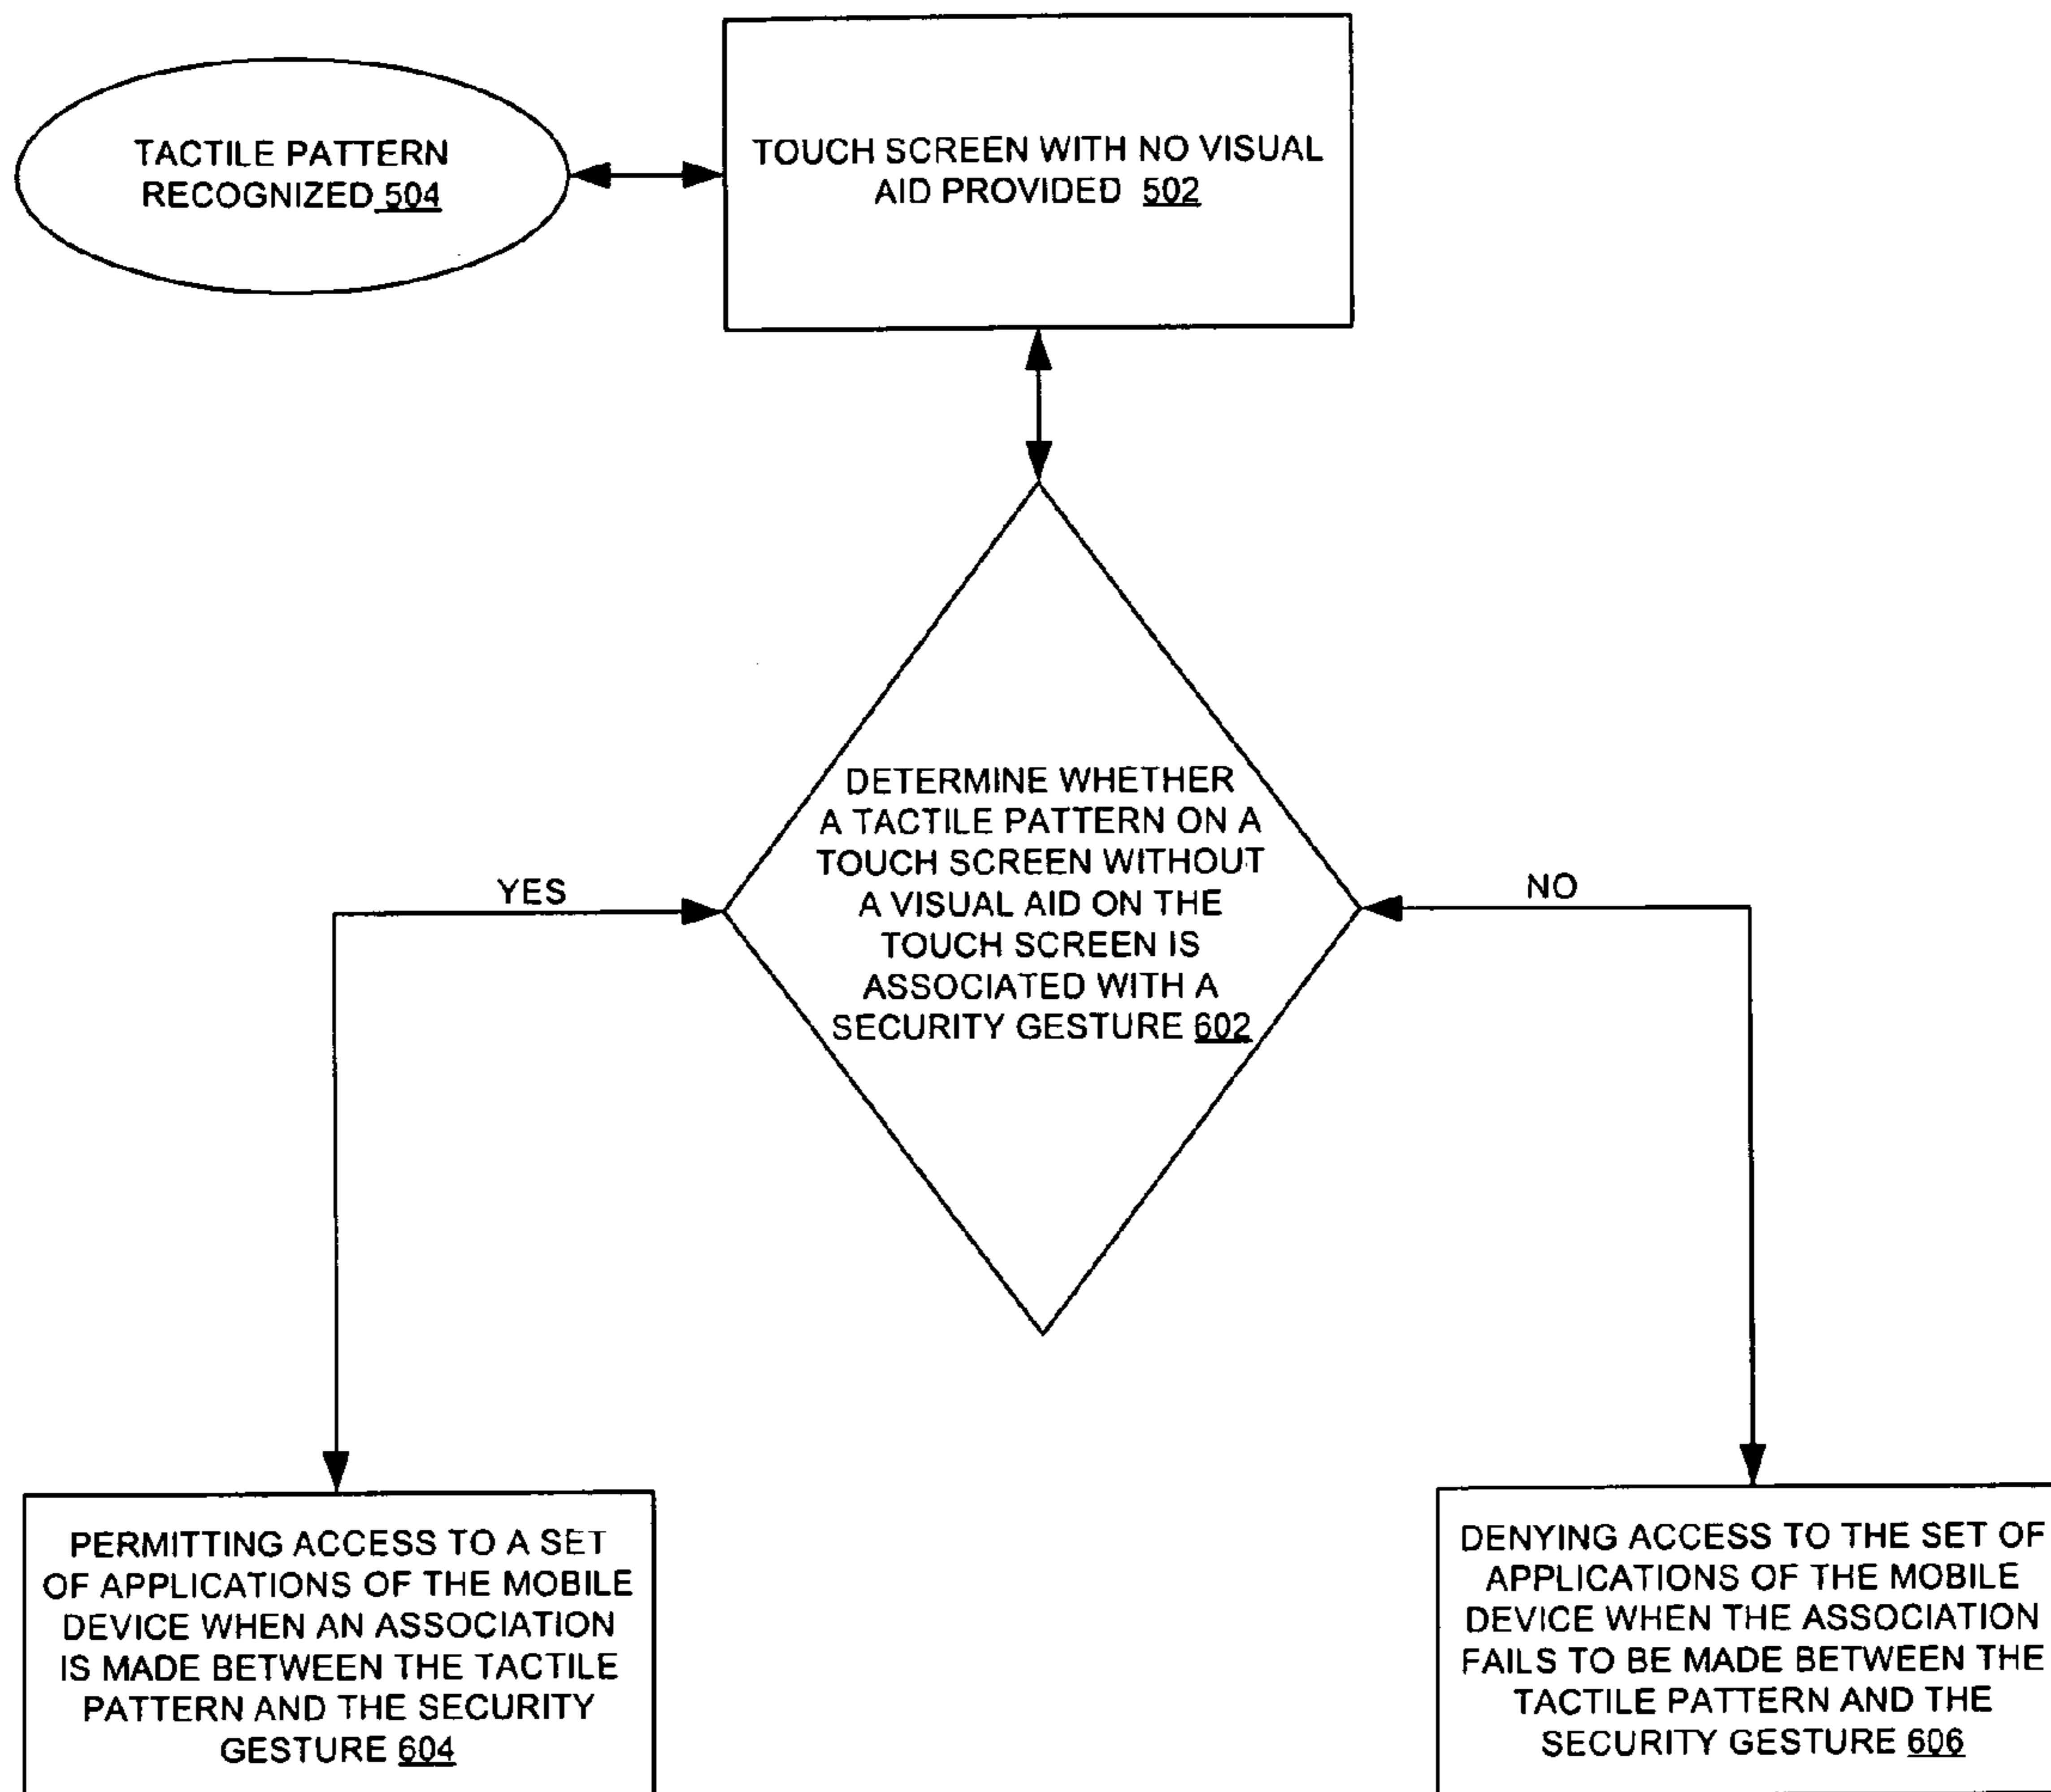 TACTILE PATTERN
RECOGNIZED 504
TOUCH SCREEN WITH NO VISUAL
AID PROVIDED 502
DETERMINE WHETHER
A TACTILE PATTERN ON A
TOUCH SCREEN WITHOUT
A VISUAL AID ON THE
TOUCH SCREEN IS
ASSOCIATED WITH A
SECURITY GESTURE 602
YES
NO
PERMITTING ACCESS TO A SET
OF APPLICATIONS OF THE MOBILE
DEVICE WHEN AN ASSOCIATION
IS MADE BETWEEN THE TACTILE
PATTERN AND THE SECURITY
GESTURE 604
DENYING ACCESS TO THE SET OF
APPLICATIONS OF THE MOBILE
DEVICE WHEN THE ASSOCIATION
FAILS TO BE MADE BETWEEN THE
TACTILE PATTERN AND THE
SECURITY GESTURE 606